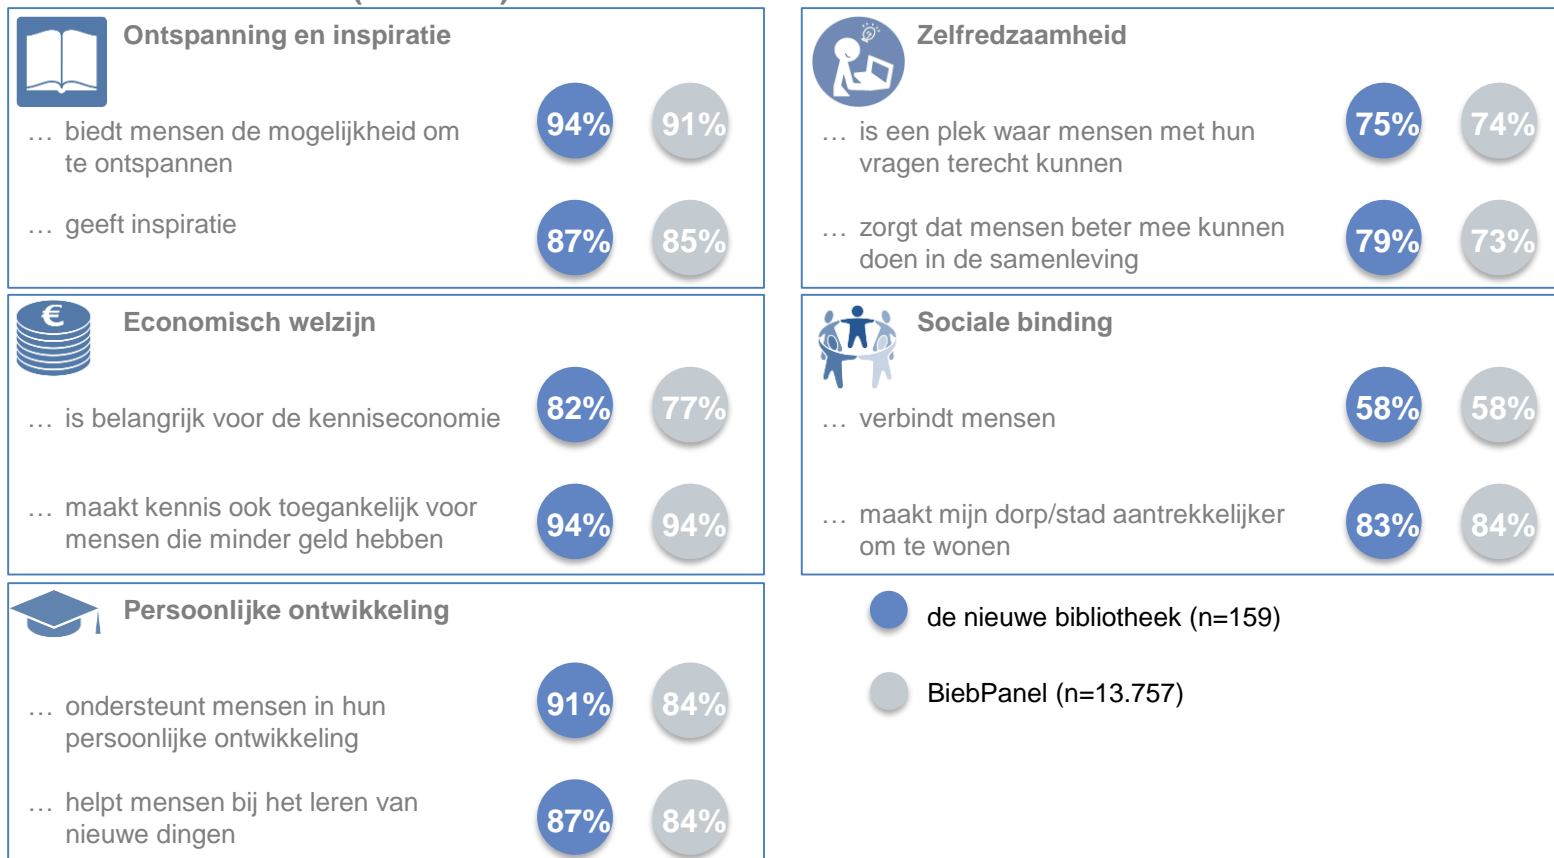 Ontspanning en inspiratie
… biedt mensen de mogelijkheid om
te ontspannen
94% 91%
… geeft inspiratie
87% 85%
Zelfredzaamheid
… is een plek waar mensen met hun
vragen terecht kunnen
75% 74%
… zorgt dat mensen beter mee kunnen
doen in de samenleving
79% 73%
€
Economisch welzijn
… is belangrijk voor de kenniseconomie
82% 77%
… maakt kennis ook toegankelijk voor
mensen die minder geld hebben
94% 94%
Sociale binding
… verbindt mensen
58% 58%
… maakt mijn dorp/stad aantrekkelijker
om te wonen
83% 84%
Persoonlijke ontwikkeling
… ondersteunt mensen in hun
persoonlijke ontwikkeling
91% 84%
… helpt mensen bij het leren van
nieuwe dingen
87% 84%
de nieuwe bibliotheek (n=159)
BiebPanel (n=13.757)